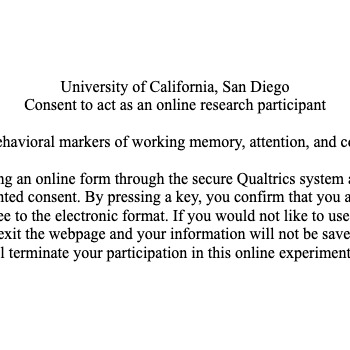 University of California, San Diego
Consent to act as an online research participant
ehavioral markers of working memory, attention, and c
ng an online form through the secure Qualtrics system a
nted consent. By pressing a key, you confirm that you a
ee to the electronic format. If you would not like to use
exit the webpage and your information will not be save
l terminate your participation in this online experiment